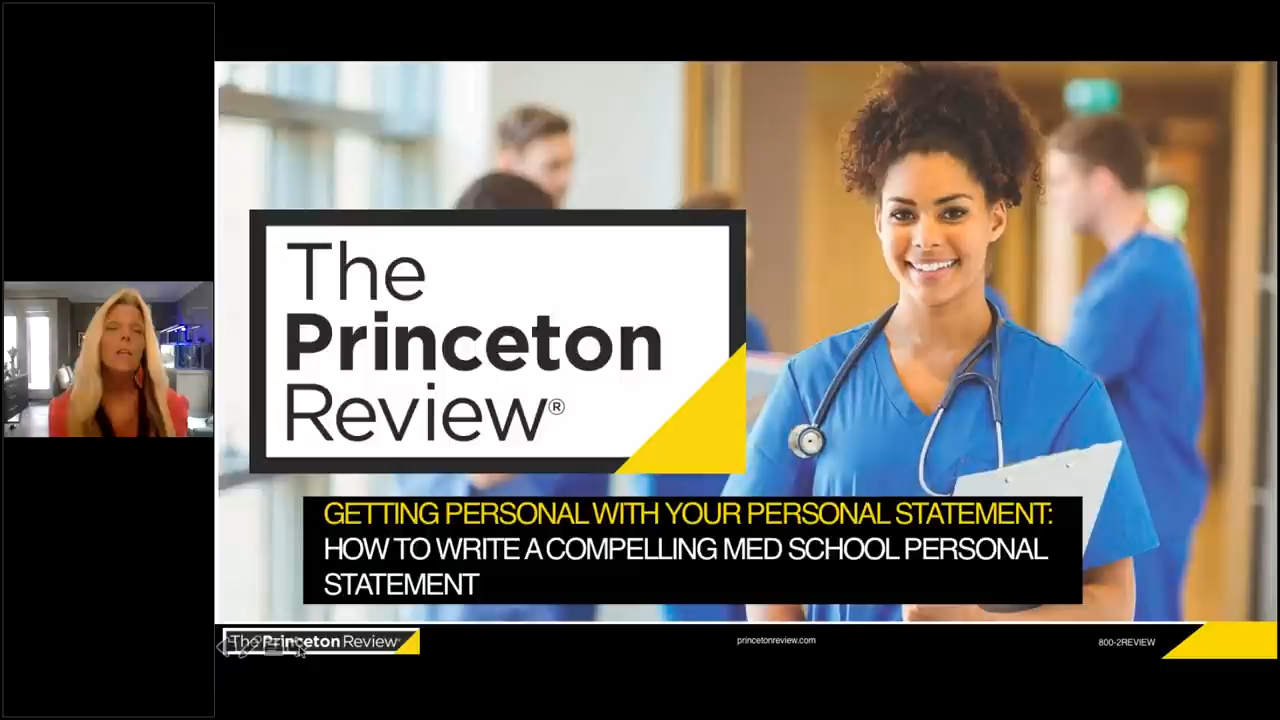 The
Princeton
Review®
GETTING PERSONAL WITH YOUR PERSONAL STATEMENT:
HOW TO WRITE A COMPELLING MED SCHOOL PERSONAL
STATEMENT
The Princeton Review
princetonreview.com
800-2REVIEW